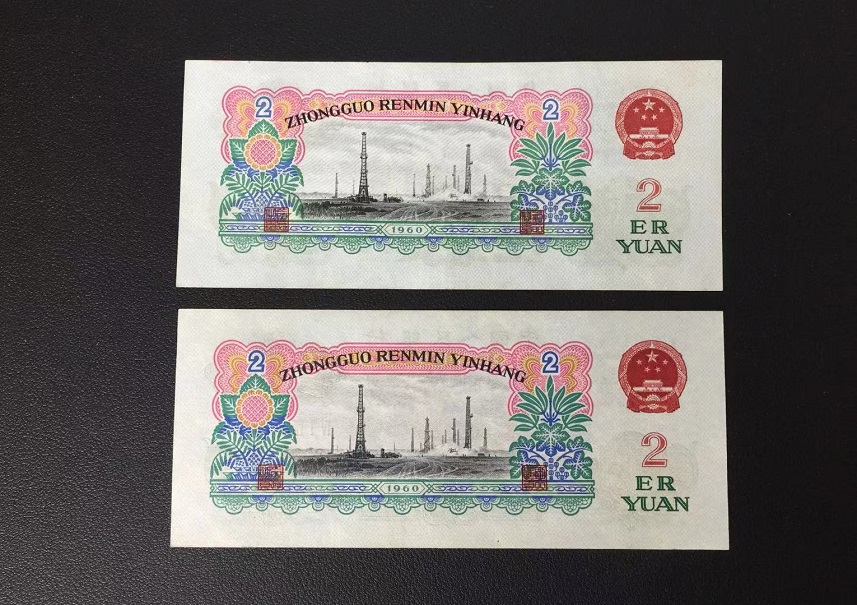 2 ZHONGGUO RENMIN YINHANG 2
1960
2
ER
YUAN
2 ZHONGGUO RENMIN YINHANG 2
1960
2
ER
YUAN